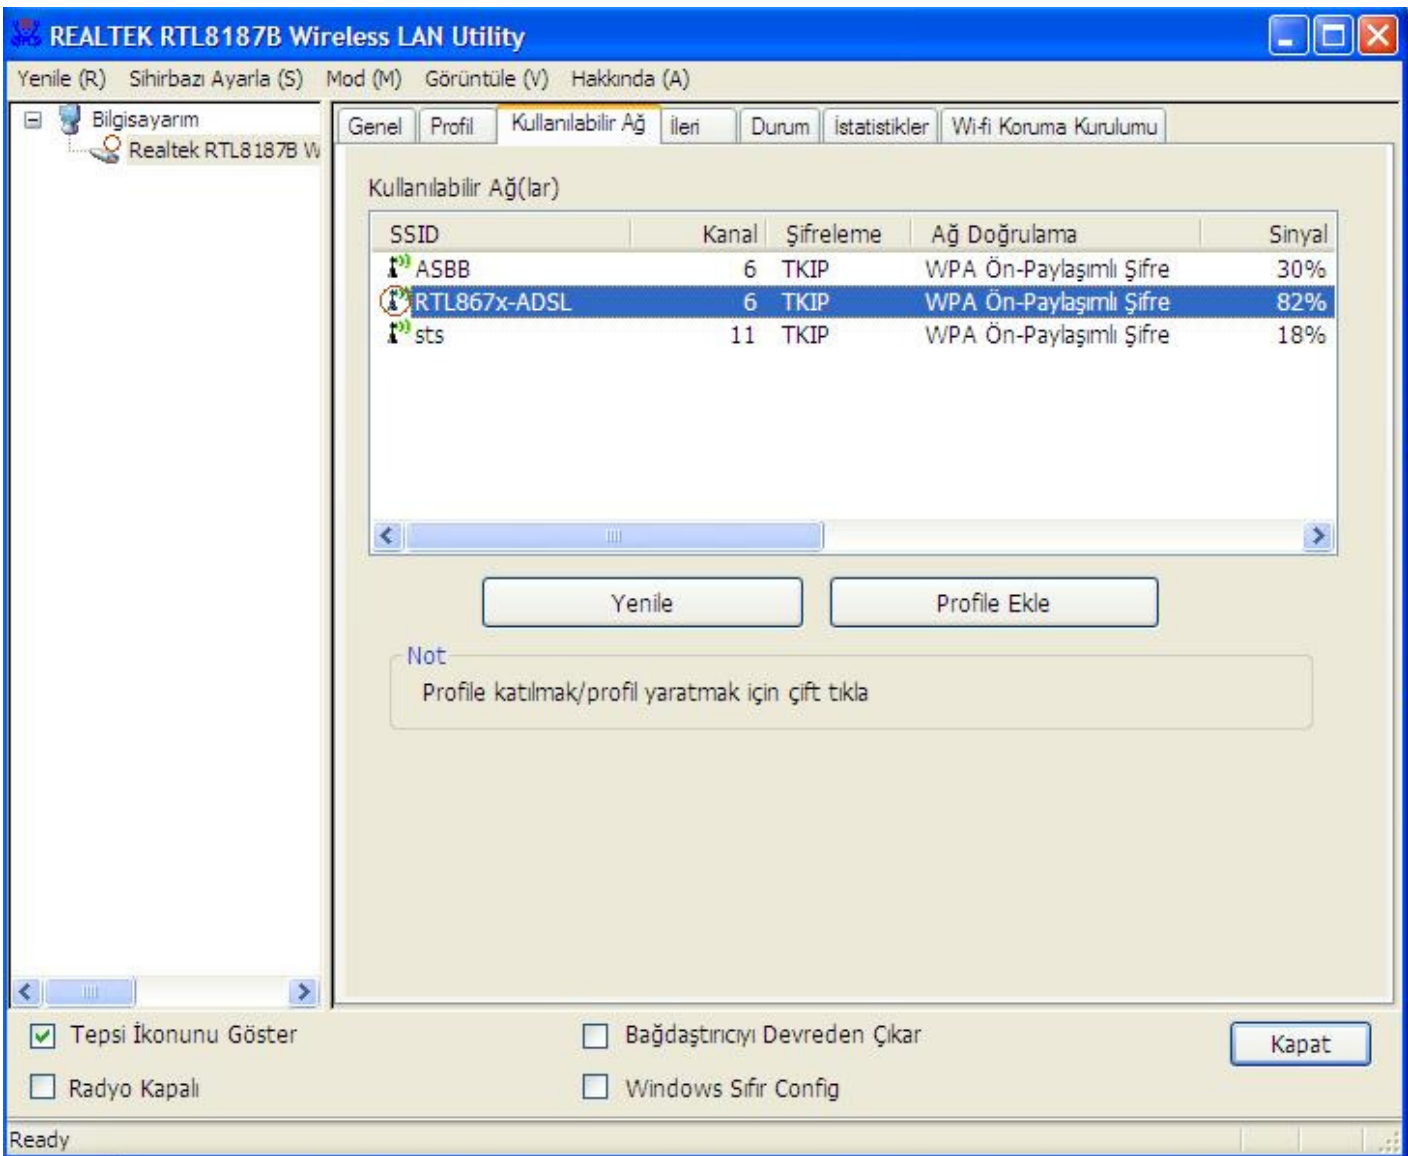 REALTEK RTL8187B Wireless LAN Utility
Yenile (R) Sihirbazı Ayarla (S) Mod (M) Görüntüle (V) Hakkında (A)
Bilgisayarım
Realtek RTL8187B W
Genel Profil Kullanılabilir Ağ İleri Durum İstatistikler Wi-fi Koruma Kurulumu
Kullanılabilir Ağ(lar)
SSID Kanal Şifreleme Ağ Doğrulama Sinyal
ASBB 6 TKIP WPA Ön-Paylaşımlı Şifre 30%
RTL867x-ADSL 6 TKIP WPA Ön-Paylaşımlı Şifre 82%
sts 11 TKIP WPA Ön-Paylaşımlı Şifre 18%
Yenile Profile Ekle
Not
Profile katılmak/profil yaratmak için çift tıkla
Tepsi İkonunu Göster Bağdaştırıcıyı Devreden Çıkar Kapat
Radyo Kapalı Windows Sıfır Config
Ready